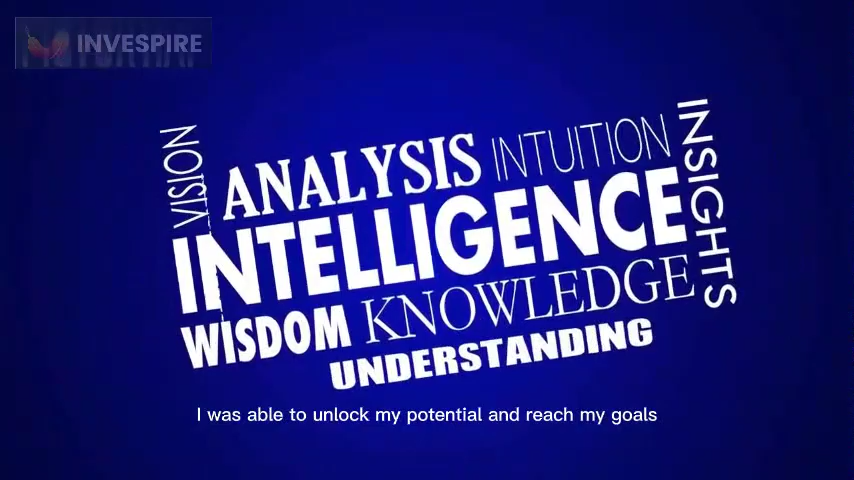 INVESPIRE
VISION
ANALYSIS INTUITION
INSIGHTS
INTELLIGENCE
WISDOM KNOWLEDGE
UNDERSTANDING
I was able to unlock my potential and reach my goals